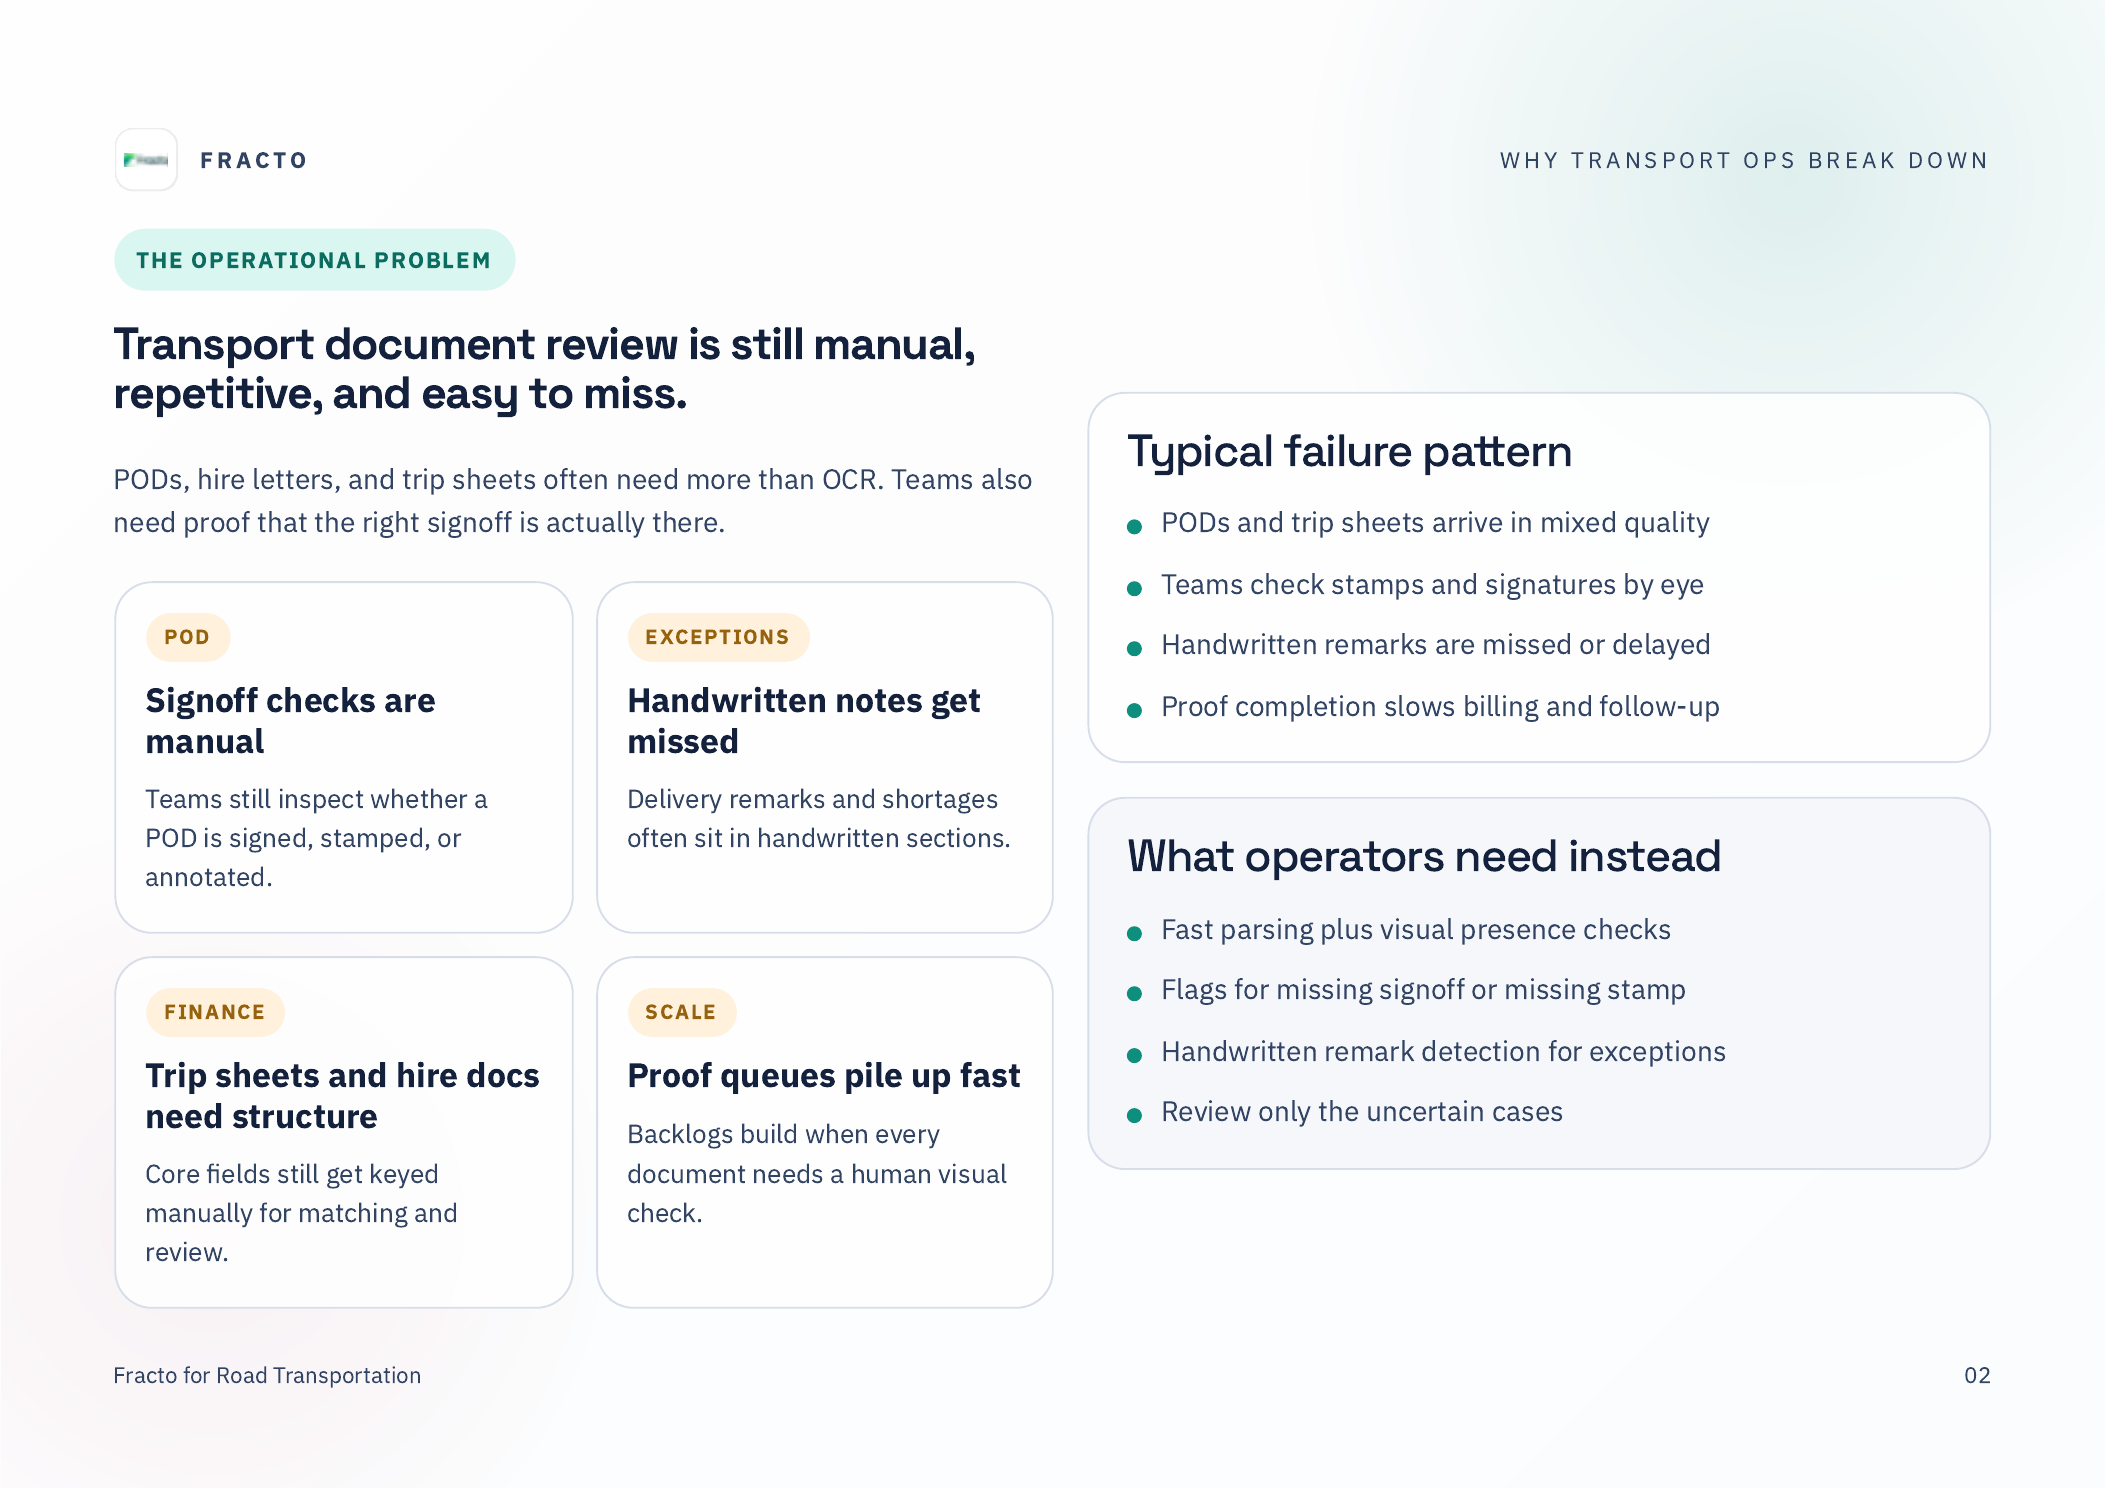 FRACTO
WHY TRANSPORT OPS BREAK DOWN
THE OPERATIONAL PROBLEM
Transport document review is still manual,
repetitive, and easy to miss.
PODs, hire letters, and trip sheets often need more than OCR. Teams also
need proof that the right signoff is actually there.
POD
Signoff checks are
manual
Teams still inspect whether a
POD is signed, stamped, or
annotated.
EXCEPTIONS
Handwritten notes get
missed
Delivery remarks and shortages
often sit in handwritten sections.
FINANCE
Trip sheets and hire docs
need structure
Core fields still get keyed
manually for matching and
review.
SCALE
Proof queues pile up fast
Backlogs build when every
document needs a human visual
check.
Typical failure pattern
PODs and trip sheets arrive in mixed quality
Teams check stamps and signatures by eye
Handwritten remarks are missed or delayed
Proof completion slows billing and follow-up
What operators need instead
Fast parsing plus visual presence checks
Flags for missing signoff or missing stamp
Handwritten remark detection for exceptions
Review only the uncertain cases
Fracto for Road Transportation
02